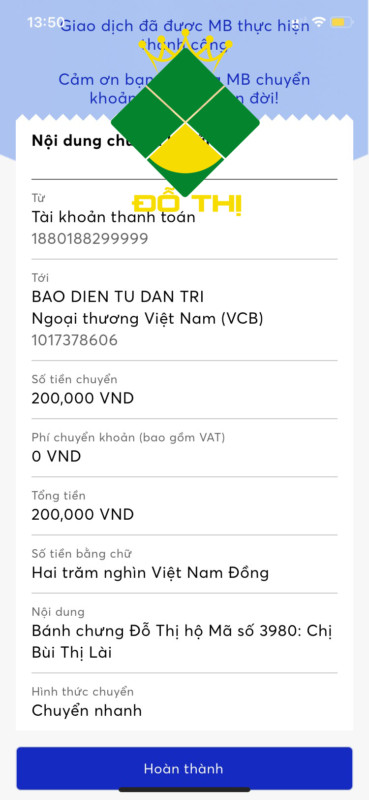 13:50
Giao dịch đã được MB thực hiện
thành công
Cảm ơn bạn MB chuyển
khoản đời!
Nội dung
ĐỖ THỊ
Từ
Tài khoản thanh toán
1880188299999
Tới
BAO DIEN TU DAN TRI
Ngoại thương Việt Nam (VCB)
1017378606
Số tiền chuyển
200,000 VND
Phí chuyển khoản (bao gồm VAT)
0 VND
Tổng tiền
200,000 VND
Số tiền bằng chữ
Hai trăm nghìn Việt Nam Đồng
Nội dung
Bánh chưng Đỗ Thị hộ Mã số 3980: Chị
Bùi Thị Lài
Hình thức chuyển
Chuyển nhanh
Hoàn thành